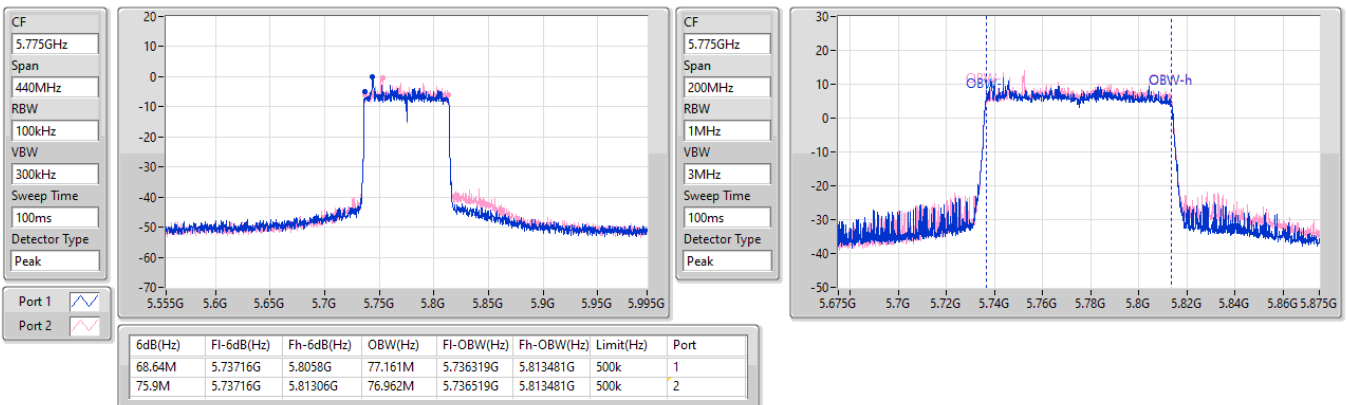 CF
5.775GHz
Span
440MHz
RBW
100kHz
VBW
300kHz
Sweep Time
100ms
Detector Type
Peak
Port 1
Port 2
20
10
0
-10
-20
-30
-40
-50
-60
-70
5.555G 5.6G 5.65G 5.7G 5.75G 5.8G 5.85G 5.9G 5.95G 5.995G
CF
5.775GHz
Span
200MHz
RBW
1MHz
VBW
3MHz
Sweep Time
100ms
Detector Type
Peak
30
20
10
0
-10
-20
-30
-40
-50
OBW-h
5.675G 5.7G 5.72G 5.74G 5.76G 5.78G 5.8G 5.82G 5.84G 5.86G 5.875G
6dB(Hz) Fl-6dB(Hz) Fh-6dB(Hz) OBW(Hz) Fl-OBW(Hz) Fh-OBW(Hz) Limit(Hz) Port
68.64M 5.73716G 5.8058G 77.161M 5.736319G 5.813481G 500k 1
75.9M 5.73716G 5.81306G 76.962M 5.736519G 5.813481G 500k 2